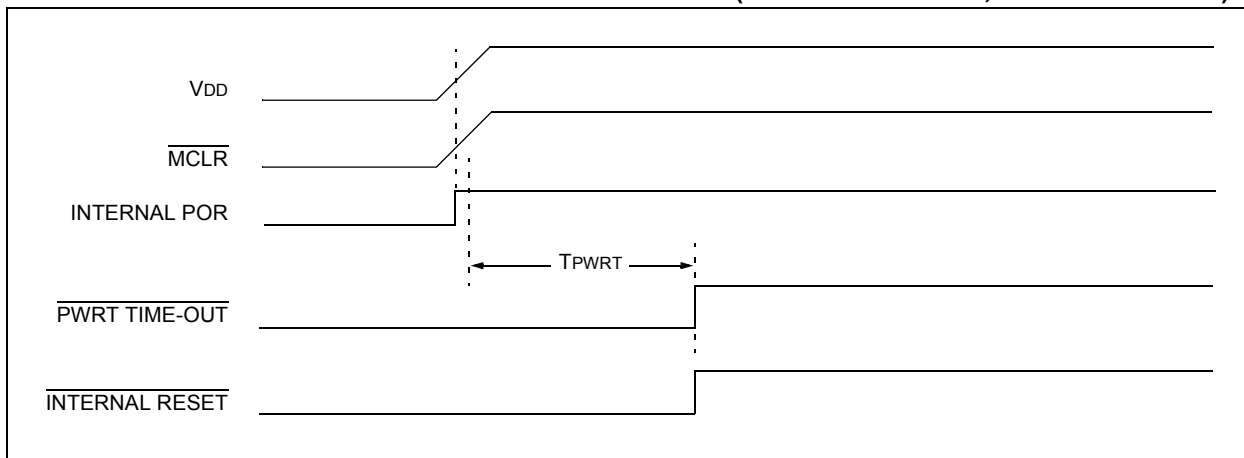 VDD
MCLR
INTERNAL POR
TPWRT
PWRT TIME-OUT
INTERNAL RESET